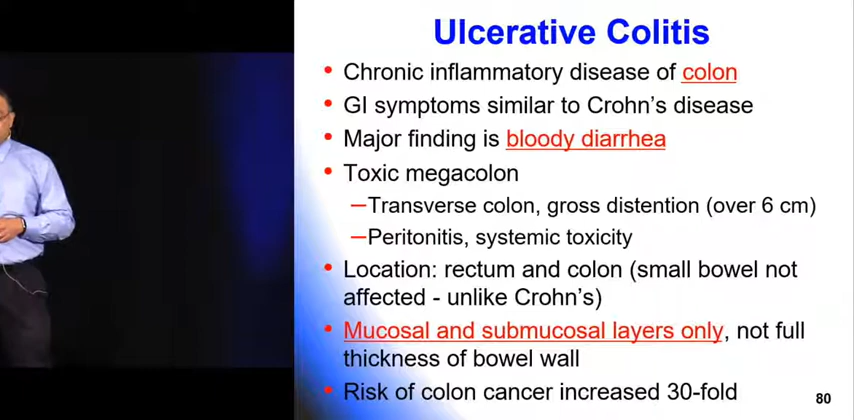 Ulcerative Colitis
• Chronic inflammatory disease of colon
• GI symptoms similar to Crohn's disease
• Major finding is bloody diarrhea
• Toxic megacolon
–Transverse colon, gross distention (over 6 cm)
–Peritonitis, systemic toxicity
• Location: rectum and colon (small bowel not
affected - unlike Crohn's)
• Mucosal and submucosal layers only, not full
thickness of bowel wall
• Risk of colon cancer increased 30-fold
80